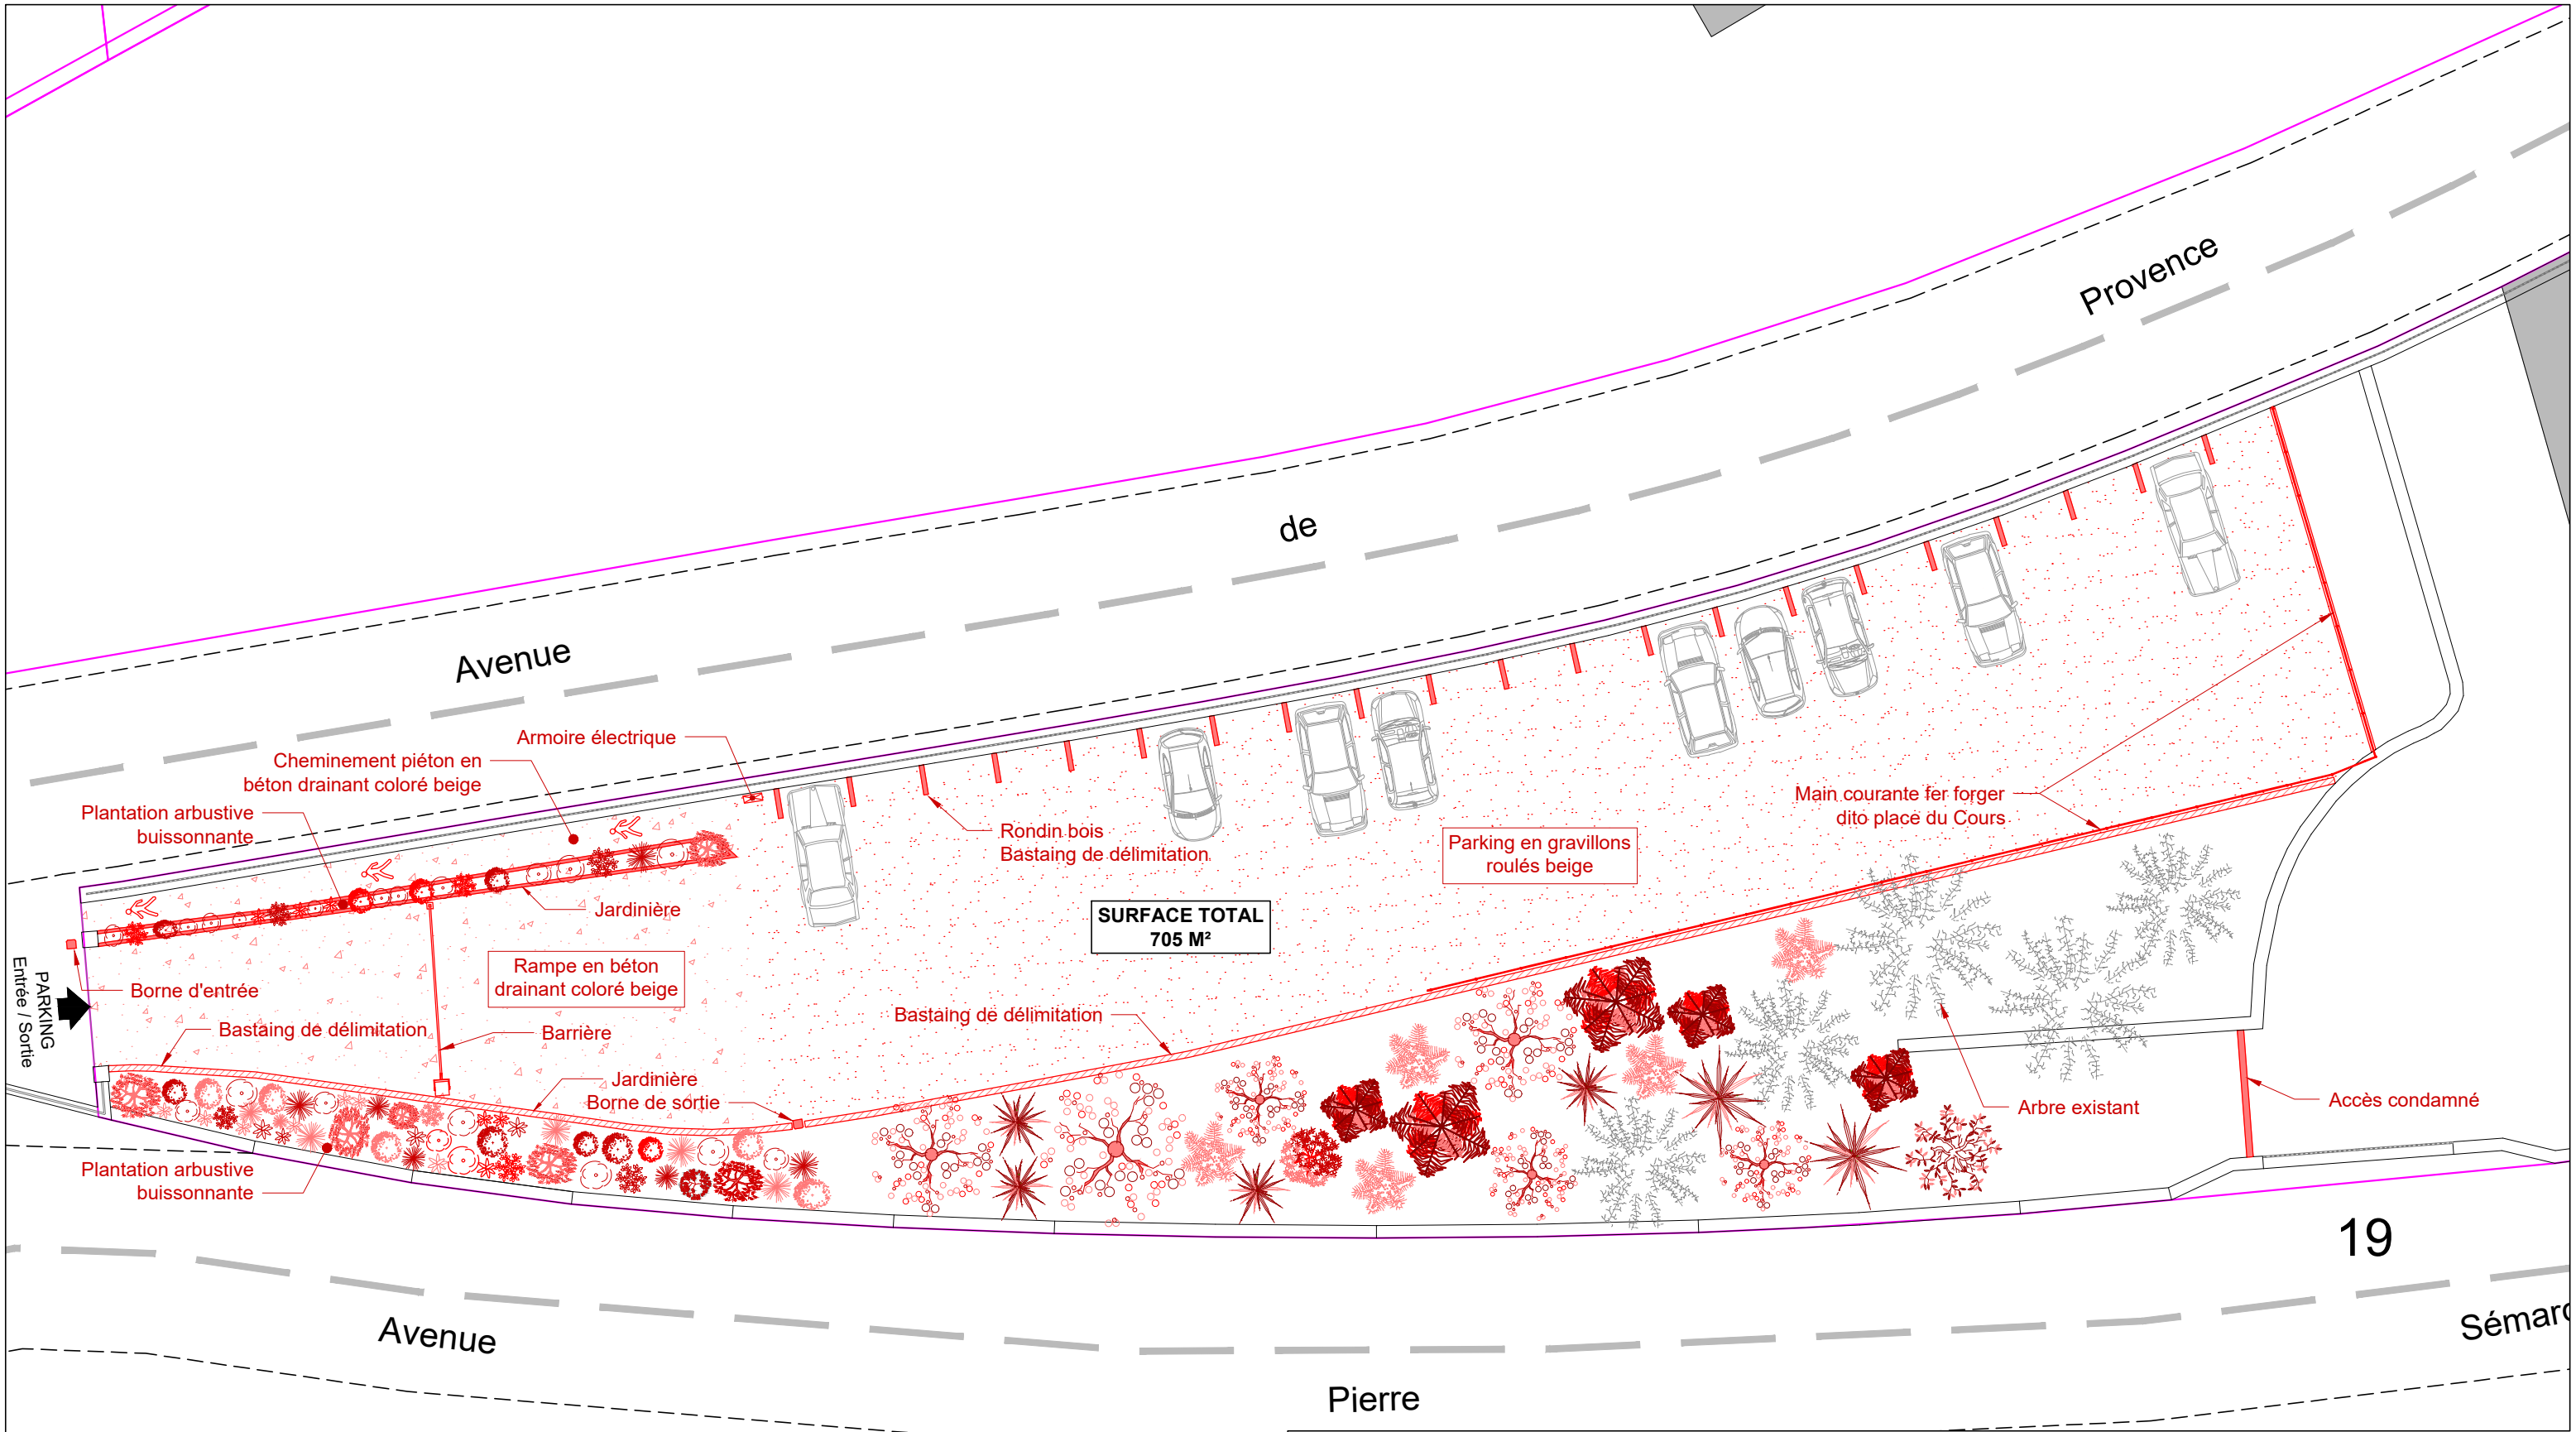 Provence
de
Avenue
Armoire électrique
Cheminement piéton en
béton drainant coloré beige
Plantation arbustive
buissonnante
Rondin bois
Bastaing de délimitation
Main courante fer forger
dito place du Cours
Parking en gravillons
roulés beige
Jardinière
SURFACE TOTAL
705 M²
Rampe en béton
drainant coloré beige
Borne d'entrée
PARKING
Entrée / Sortie
Bastaing de délimitation
Barrière
Bastaing de délimitation
Jardinière
Borne de sortie
Arbre existant
Accès condamné
Plantation arbustive
buissonnante
19
Avenue
Pierre
Sémard